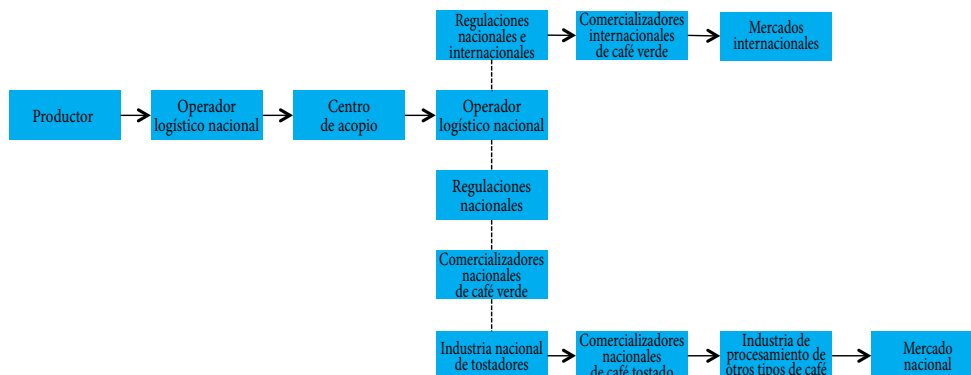 Regulaciones
nacionales e
internacionales
Comercializadores
internacionales
de café verde
Mercados
internacionales
Productor
Operador
logístico nacional
Centro
de acopio
Operador
logístico nacional
Regulaciones
nacionales
Comercializadores
nacionales
de café verde
Industria nacional
de tostadores
Comercializadores
nacionales
de café tostado
Industria de
procesamiento de
otros tipos de café
Mercado
nacional